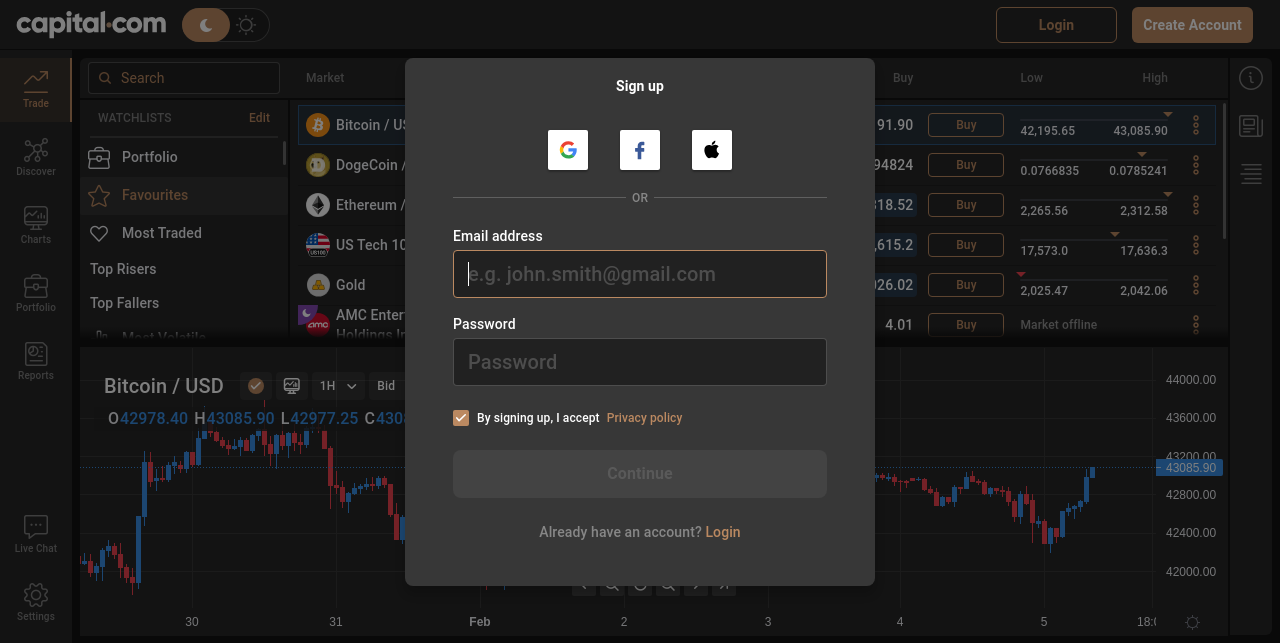 capital.com
Login
Create Account
Trade
Discover
Charts
Portfolio
Reports
Live Chat
Settings
Search
WATCHLISTS
Edit
Portfolio
Favourites
Most Traded
Top Risers
Top Fallers
Most Volatile
Market
Buy
Low
High
Bitcoin / US
91.90
Buy
42,195.65
43,085.90
DogeCoin /
94824
Buy
0.0766835
0.0785241
Ethereum /
318.52
Buy
2,265.56
2,312.58
US100
US Tech 10
,615.2
Buy
17,573.0
17,636.3
Gold
026.02
Buy
2,025.47
2,042.06
amc
AMC Enter
Holdings In
4.01
Buy
Market offline
Sign up
OR
Email address
e.g. john.smith@gmail.com
Password
Password
By signing up, I accept Privacy policy
Continue
Already have an account? Login
Bitcoin / USD
1H
Bid
O42978.40 H43085.90 L42977.25 C4308
44000.00
43600.00
43200.00
43085.90
42800.00
42400.00
42000.00
30
31
Feb
2
3
4
5
18:0